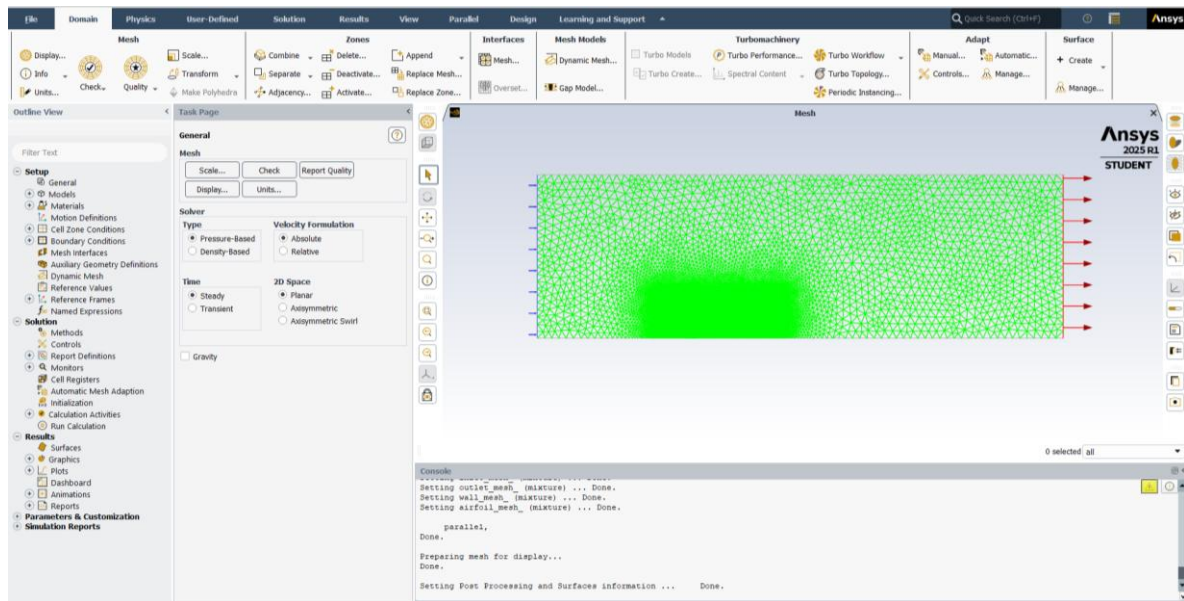 File Domain Physics User-Defined Solution Results View Parallel Design Learning and Support Quick Search (Ctrl+F) Ansys
Mesh
Display...
Info
Units...
Check
Quality
Scale...
Transform
Make Polyhedra
Zones
Combine
Separate
Adjacency...
Delete...
Deactivate...
Activate...
Append
Replace Mesh...
Replace Zone...
Interfaces
Mesh...
Overset...
Mesh Models
Dynamic Mesh...
Gap Model...
Turbomachinery
Turbo Models
Turbo Create...
Turbo Performance...
Spectral Content
Turbo Workflow
Turbo Topology...
Periodic Instancing...
Adapt
Manual...
Controls...
Automatic...
Manage...
Surface
+ Create
Manage...
Outline View
Filter Text
Setup
General
Models
Materials
Motion Definitions
Cell Zone Conditions
Boundary Conditions
Mesh Interfaces
Auxiliary Geometry Definitions
Dynamic Mesh
Reference Values
Reference Frames
Named Expressions
Solution
Methods
Controls
Report Definitions
Monitors
Cell Registers
Automatic Mesh Adaption
Initialization
Calculation Activities
Run Calculation
Results
Surfaces
Graphics
Plots
Dashboard
Animations
Reports
Parameters & Customization
Simulation Reports
Task Page
General
Mesh
Scale... Check Report Quality
Display... Units...
Solver
Type
Pressure-Based
Density-Based
Velocity Formulation
Absolute
Relative
Time
Steady
Transient
2D Space
Planar
Axisymmetric
Axisymmetric Swirl
Gravity
Mesh
Ansys
2025 R1
STUDENT
0 selected all
Console
Setting outlet_mesh_ (mixture) ... Done.
Setting wall_mesh_ (mixture) ... Done.
Setting airfoil_mesh_ (mixture) ... Done.
parallel,
Done.
Preparing mesh for display...
Done.
Setting Post Processing and Surfaces information ... Done.